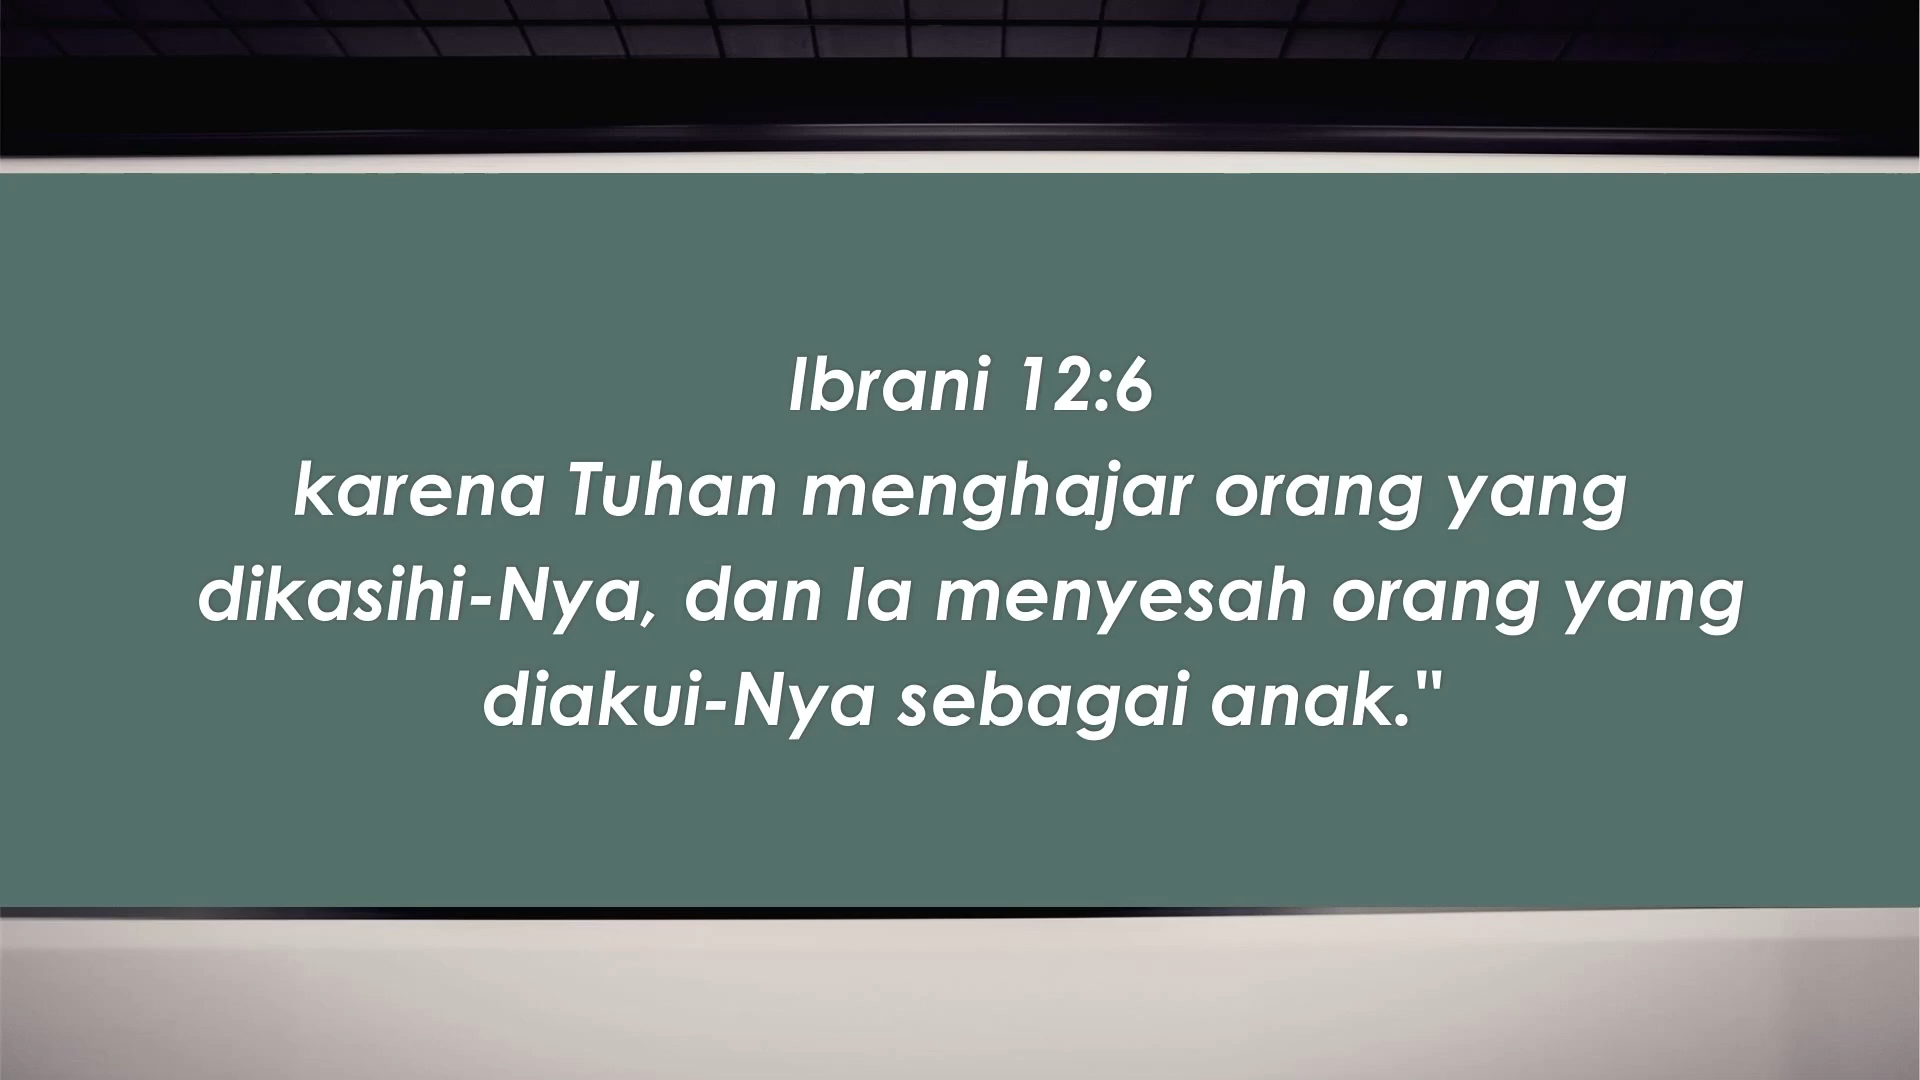 Ibrani 12:6
karena Tuhan menghajar orang yang
dikasihi-Nya, dan Ia menyesah orang yang
diakui-Nya sebagai anak."